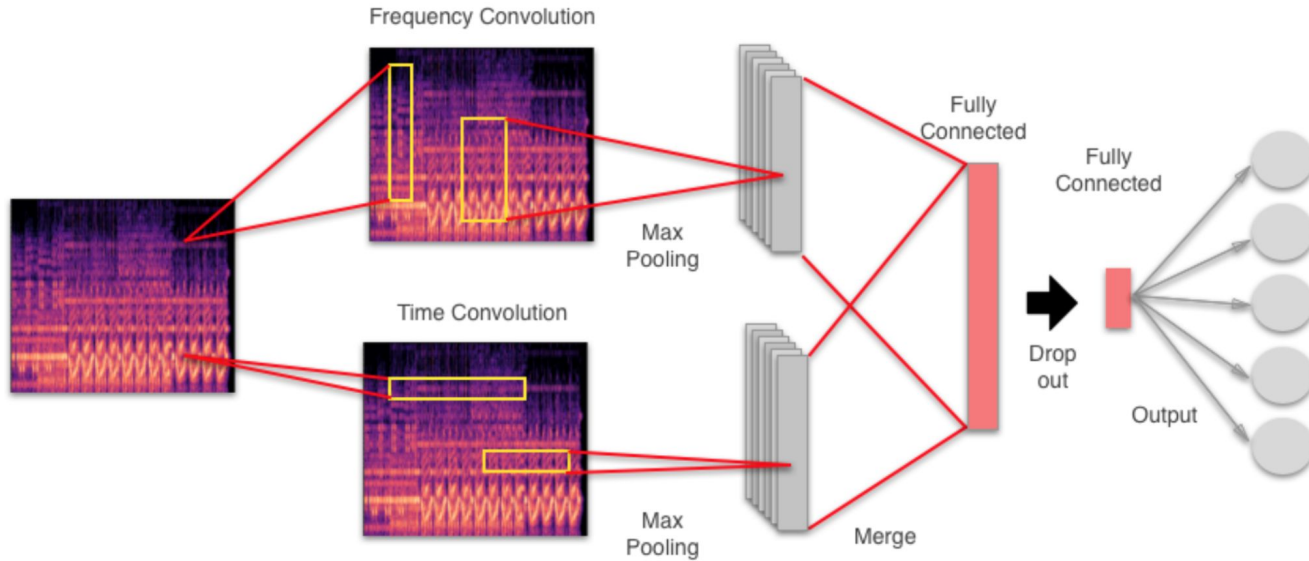 Frequency Convolution
Max
Pooling
Fully
Connected
Fully
Connected
Time Convolution
Drop
out
Output
Max
Pooling
Merge